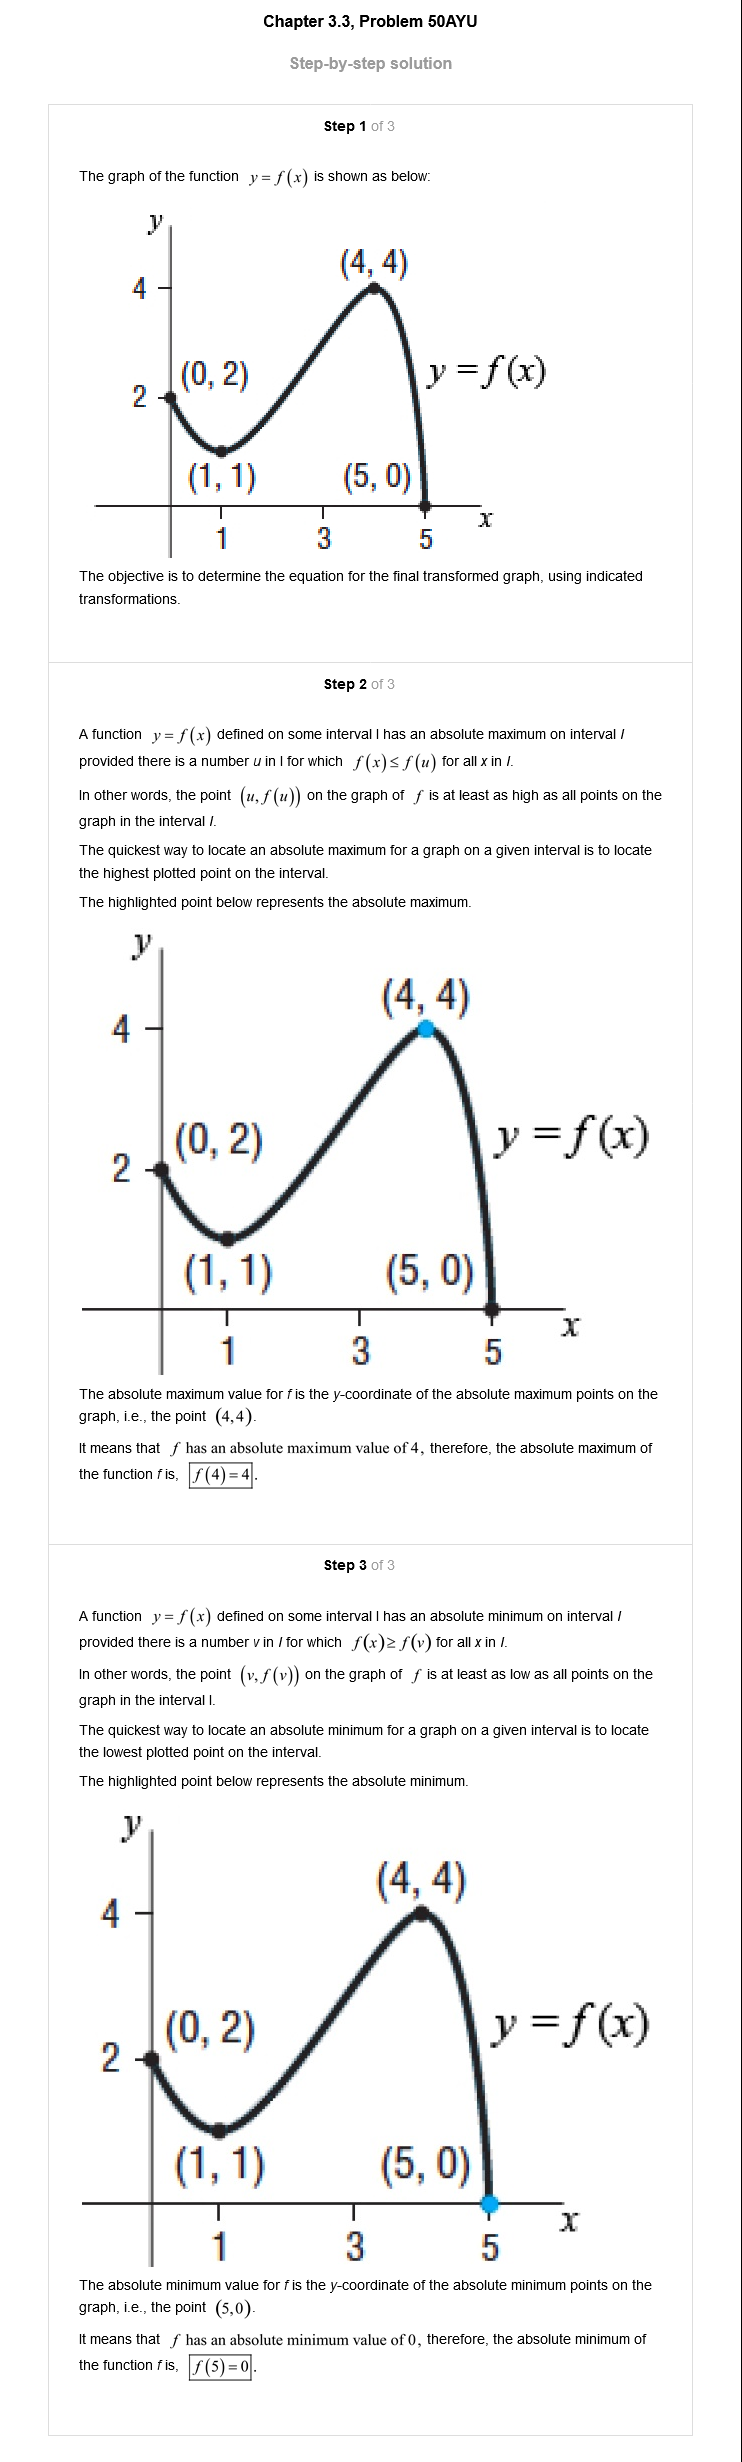 Chapter 3.3, Problem 50AYU
Step-by-step solution
Step 1 of 3
The graph of the function y = f(x) is shown as below:
y
(4, 4)
4
(0, 2)
y = f(x)
2
(1, 1)
(5, 0)
x
1 3 5
The objective is to determine the equation for the final transformed graph, using indicated
transformations.
Step 2 of 3
A function y = f(x) defined on some interval I has an absolute maximum on interval I
provided there is a number u in I for which f(x) ≤ f(u) for all x in I.
In other words, the point (u, f(u)) on the graph of f is at least as high as all points on the
graph in the interval I.
The quickest way to locate an absolute maximum for a graph on a given interval is to locate
the highest plotted point on the interval.
The highlighted point below represents the absolute maximum.
y
(4, 4)
4
(0, 2)
y = f(x)
2
(1, 1)
(5, 0)
x
1 3 5
The absolute maximum value for f is the y-coordinate of the absolute maximum points on the
graph, i.e., the point (4,4).
It means that f has an absolute maximum value of 4, therefore, the absolute maximum of
the function f is, f(4) = 4.
Step 3 of 3
A function y = f(x) defined on some interval I has an absolute minimum on interval I
provided there is a number v in I for which f(x) ≥ f(v) for all x in I.
In other words, the point (v, f(v)) on the graph of f is at least as low as all points on the
graph in the interval I.
The quickest way to locate an absolute minimum for a graph on a given interval is to locate
the lowest plotted point on the interval.
The highlighted point below represents the absolute minimum.
y
(4, 4)
4
(0, 2)
y = f(x)
2
(1, 1)
(5, 0)
x
1 3 5
The absolute minimum value for f is the y-coordinate of the absolute minimum points on the
graph, i.e., the point (5,0).
It means that f has an absolute minimum value of 0, therefore, the absolute minimum of
the function f is, f(5) = 0.